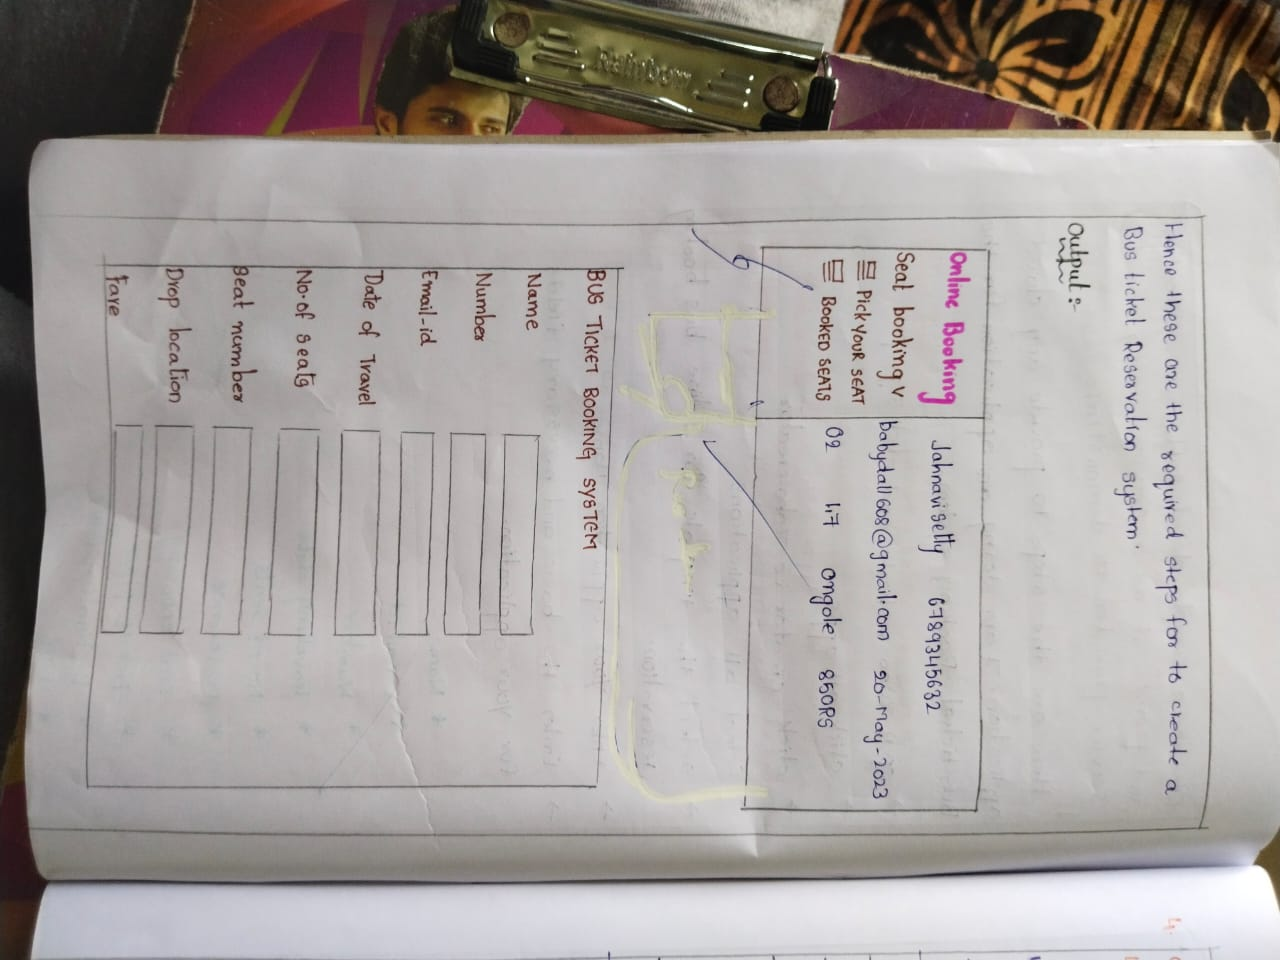 Rainbow
Hence these are the required steps for to create a
Bus ticket Reservation system.
Output :-
Online Booking
Seat booking v
PICK YOUR SEAT
BOOKED SEATS
Jahnavisetty 6789345632
babydall1608@gmail.com 20-May-2023
02 47 Ongole 850RS
BUS TICKET BOOKING SYSTEM
Name
Number
Email-id
Date of Travel
No.of seats
Seat number
Drop location
Fare